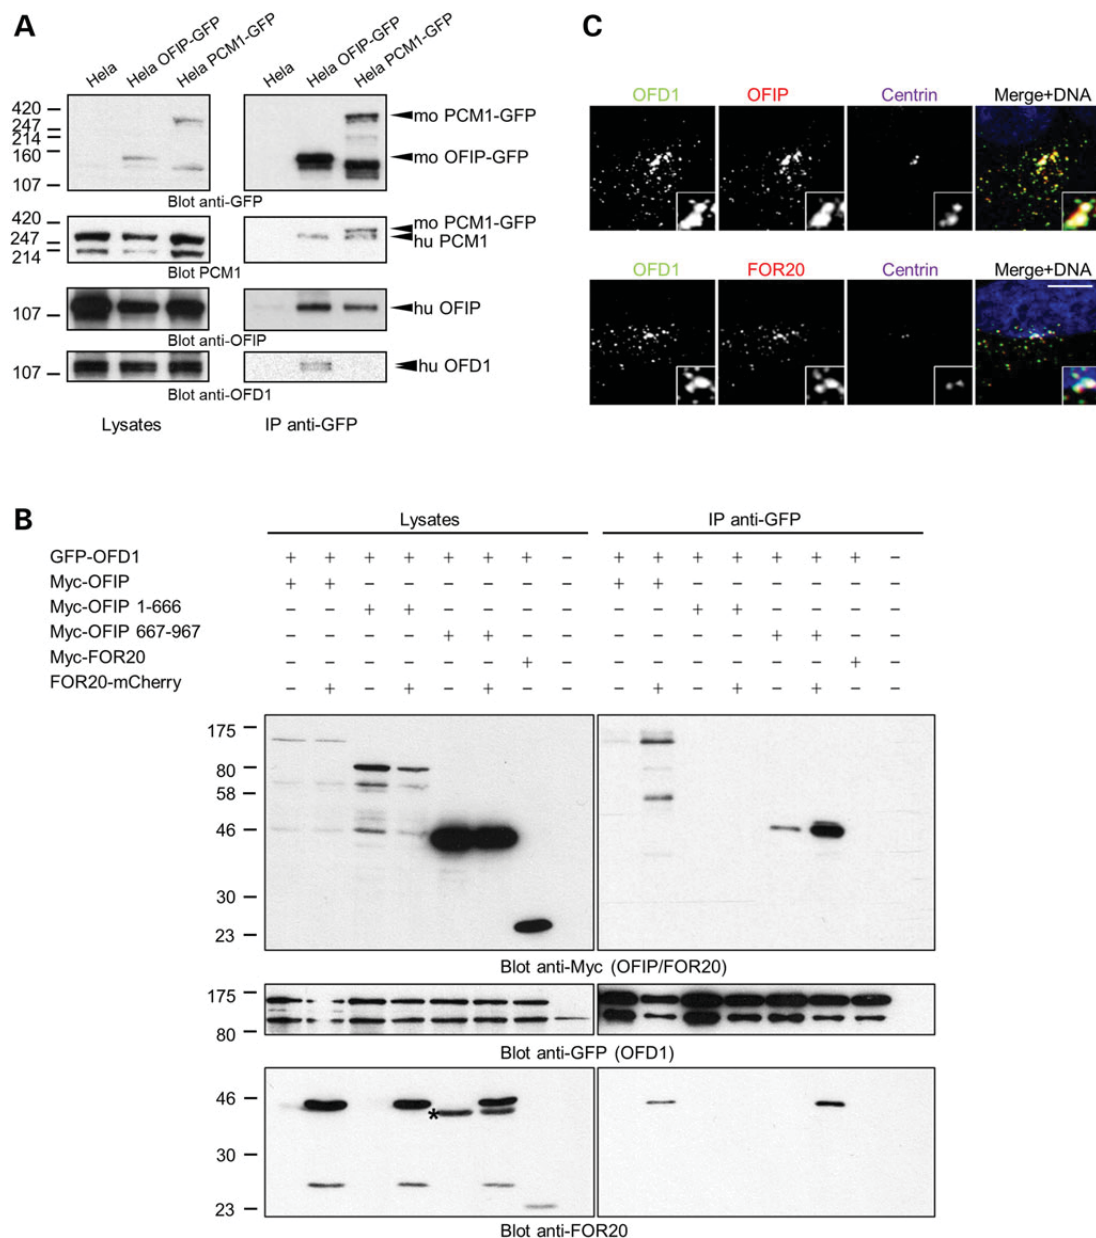 A
Hela
Hela OFIP-GFP
Hela PCM1-GFP
Hela
Hela OFIP-GFP
Hela PCM1-GFP
420
247
214
160
107
mo PCM1-GFP
mo OFIP-GFP
Blot anti-GFP
420
247
214
mo PCM1-GFP
hu PCM1
Blot PCM1
107
hu OFIP
Blot anti-OFIP
107
hu OFD1
Blot anti-OFD1
Lysates IP anti-GFP
C
OFD1 OFIP Centrin Merge+DNA
OFD1 FOR20 Centrin Merge+DNA
B
Lysates IP anti-GFP
GFP-OFD1 + + + + + + + – + + + + + + + –
Myc-OFIP + + – – – – – – + + – – – – – –
Myc-OFIP 1-666 – – + + – – – – – – + + – – – –
Myc-OFIP 667-967 – – – – + + – – – – – – + + – –
Myc-FOR20 – – – – – – + – – – – – – – + –
FOR20-mCherry – + – + – + – – – + – + – + – –
175
80
58
46
30
23
Blot anti-Myc (OFIP/FOR20)
175
80
Blot anti-GFP (OFD1)
46
*
30
23
Blot anti-FOR20